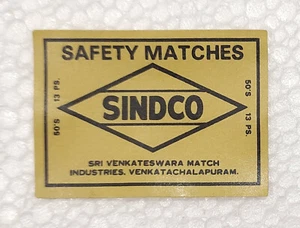 SAFETY MATCHES
50'S 13 PS.
SINDCO
50'S 13 PS.
SRI VENKATESWARA MATCH
INDUSTRIES. VENKATACHALAPURAM.